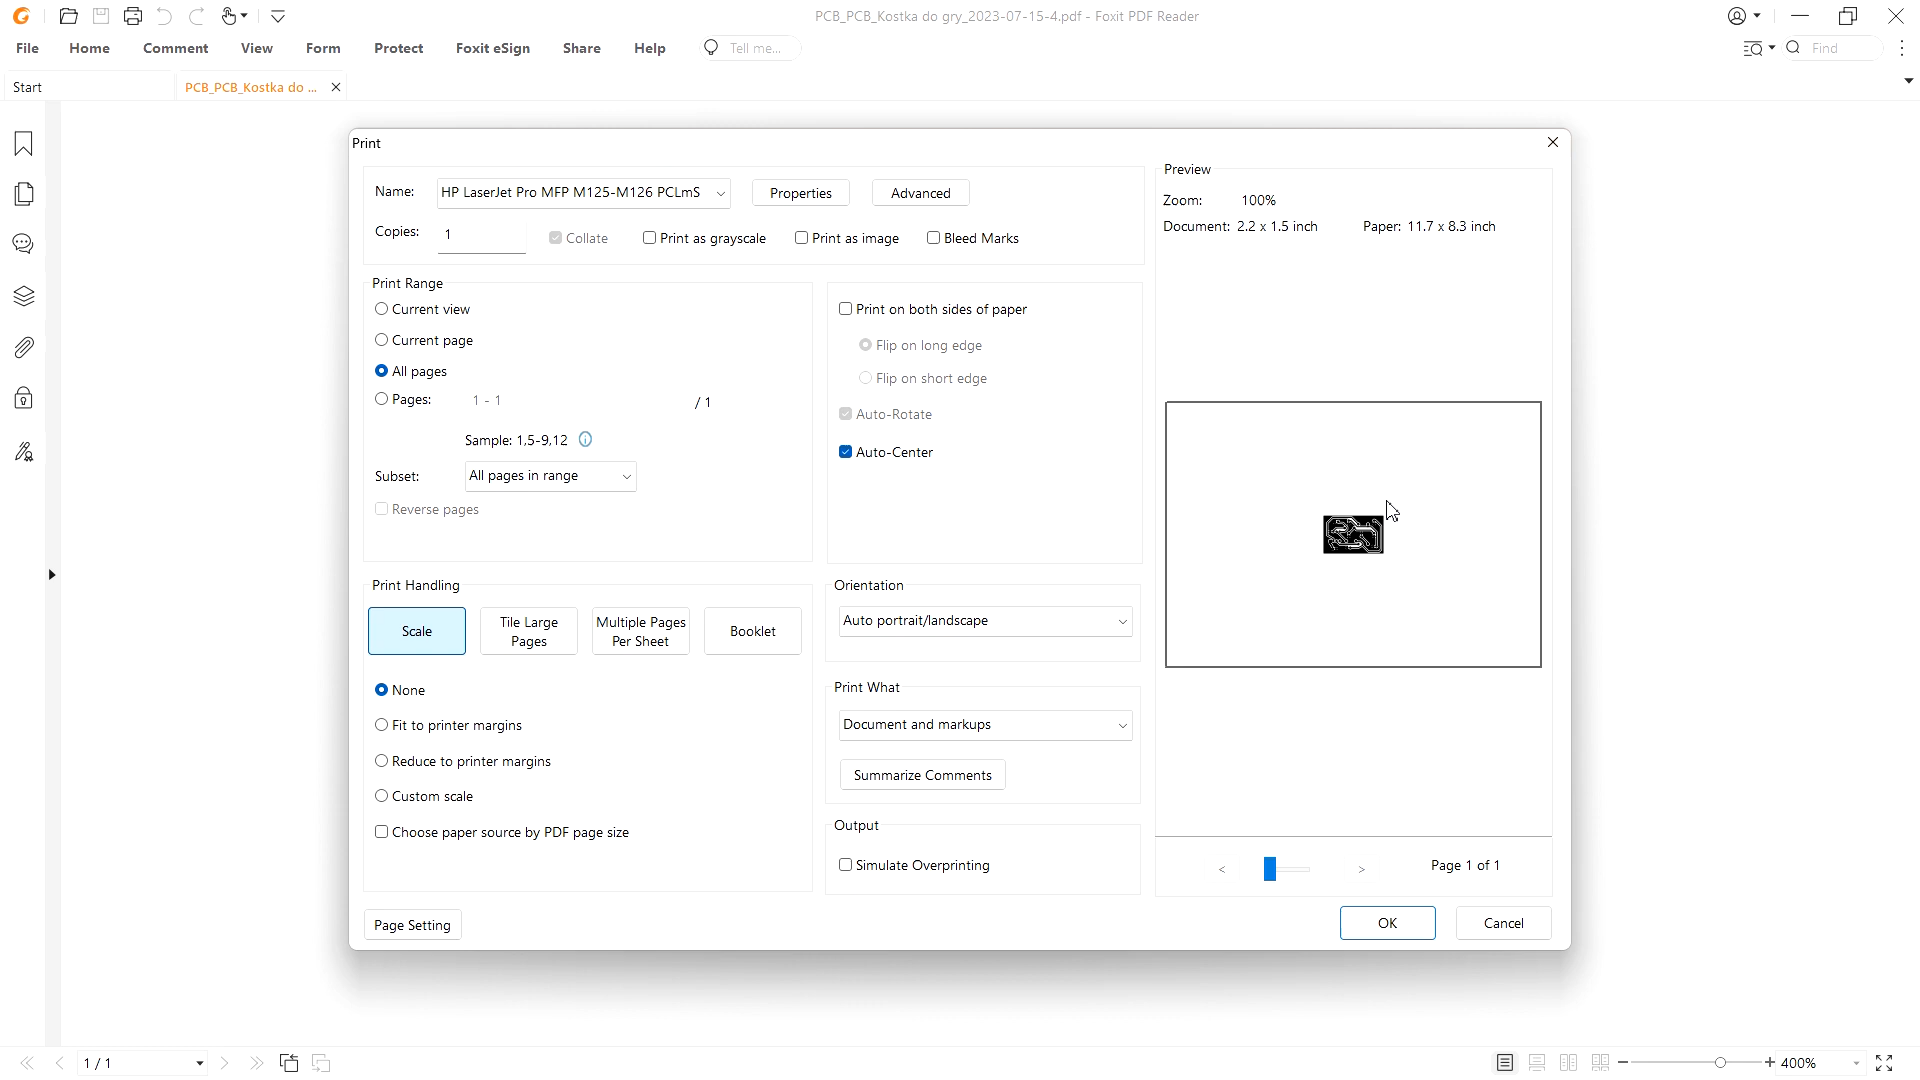 PCB_PCB_Kostka do gry_2023-07-15-4.pdf - Foxit PDF Reader
File Home Comment View Form Protect Foxit eSign Share Help Tell me... Find
Start PCB_PCB_Kostka do ...
Print
Name: HP LaserJet Pro MFP M125-M126 PCLmS Properties Advanced
Copies: 1 Collate Print as grayscale Print as image Bleed Marks
Print Range
Current view
Current page
All pages
Pages: 1 - 1 / 1
Sample: 1,5-9,12
Subset: All pages in range
Reverse pages
Print on both sides of paper
Flip on long edge
Flip on short edge
Auto-Rotate
Auto-Center
Print Handling
Scale
Tile Large
Pages
Multiple Pages
Per Sheet
Booklet
None
Fit to printer margins
Reduce to printer margins
Custom scale
Choose paper source by PDF page size
Orientation
Auto portrait/landscape
Print What
Document and markups
Summarize Comments
Output
Simulate Overprinting
Preview
Zoom: 100%
Document: 2.2 x 1.5 inch Paper: 11.7 x 8.3 inch
< > Page 1 of 1
Page Setting OK Cancel
1 / 1 400%